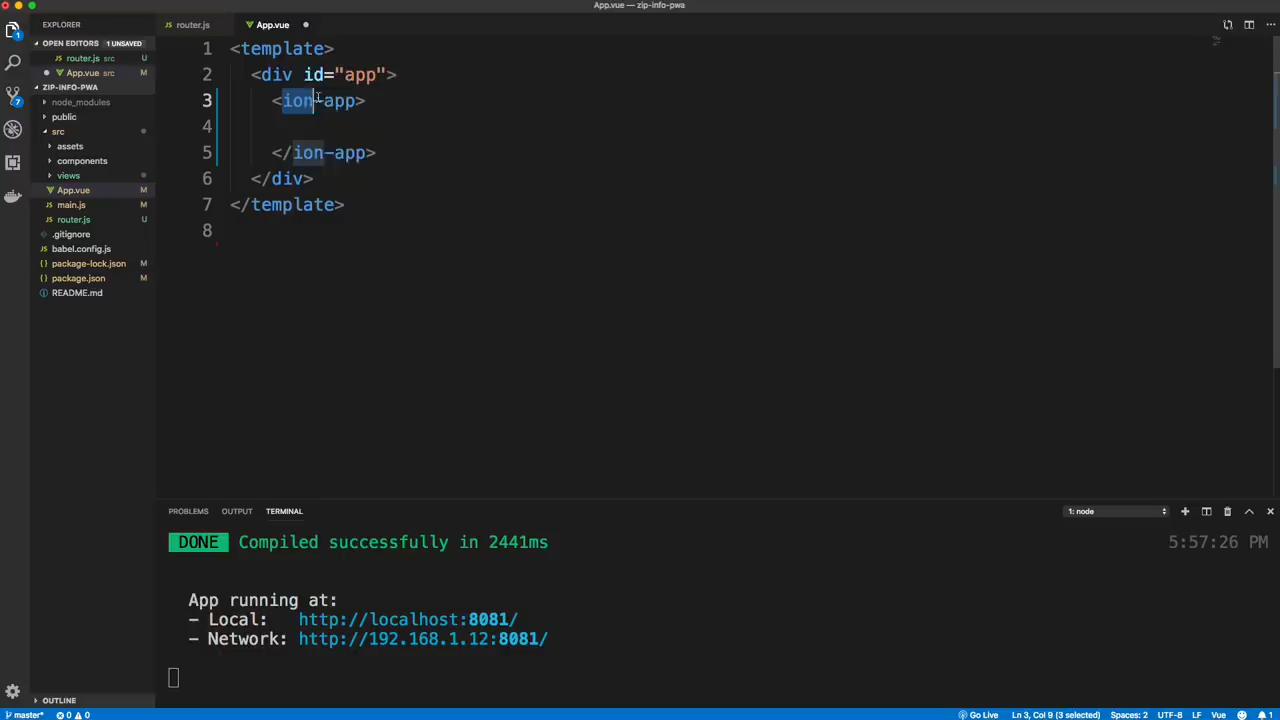 App.vue — zip-info-pwa
EXPLORER
OPEN EDITORS 1 UNSAVED
router.js src U
App.vue src M
ZIP-INFO-PWA
node_modules
public
src
assets
components
views
App.vue M
main.js M
router.js U
.gitignore
babel.config.js
package-lock.json M
package.json M
README.md
OUTLINE
router.js
App.vue
1 <template>
2 <div id="app">
3 <ion-app>
4
5 </ion-app>
6 </div>
7 </template>
8
PROBLEMS OUTPUT TERMINAL
1: node
DONE Compiled successfully in 2441ms 5:57:26 PM
App running at:
- Local: http://localhost:8081/
- Network: http://192.168.1.12:8081/
master* 0 0
Go Live Ln 3, Col 9 (3 selected) Spaces: 2 UTF-8 LF Vue 1